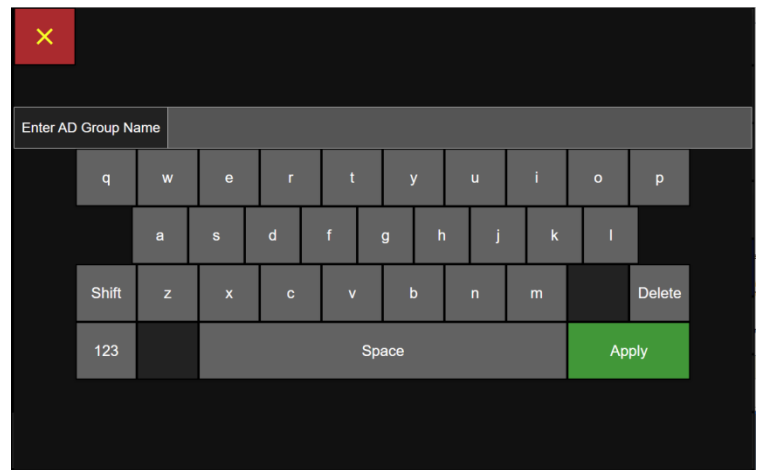 ×
Enter AD Group Name
q w e r t y u i o p
a s d f g h j k l
Shift z x c v b n m Delete
123 Space Apply